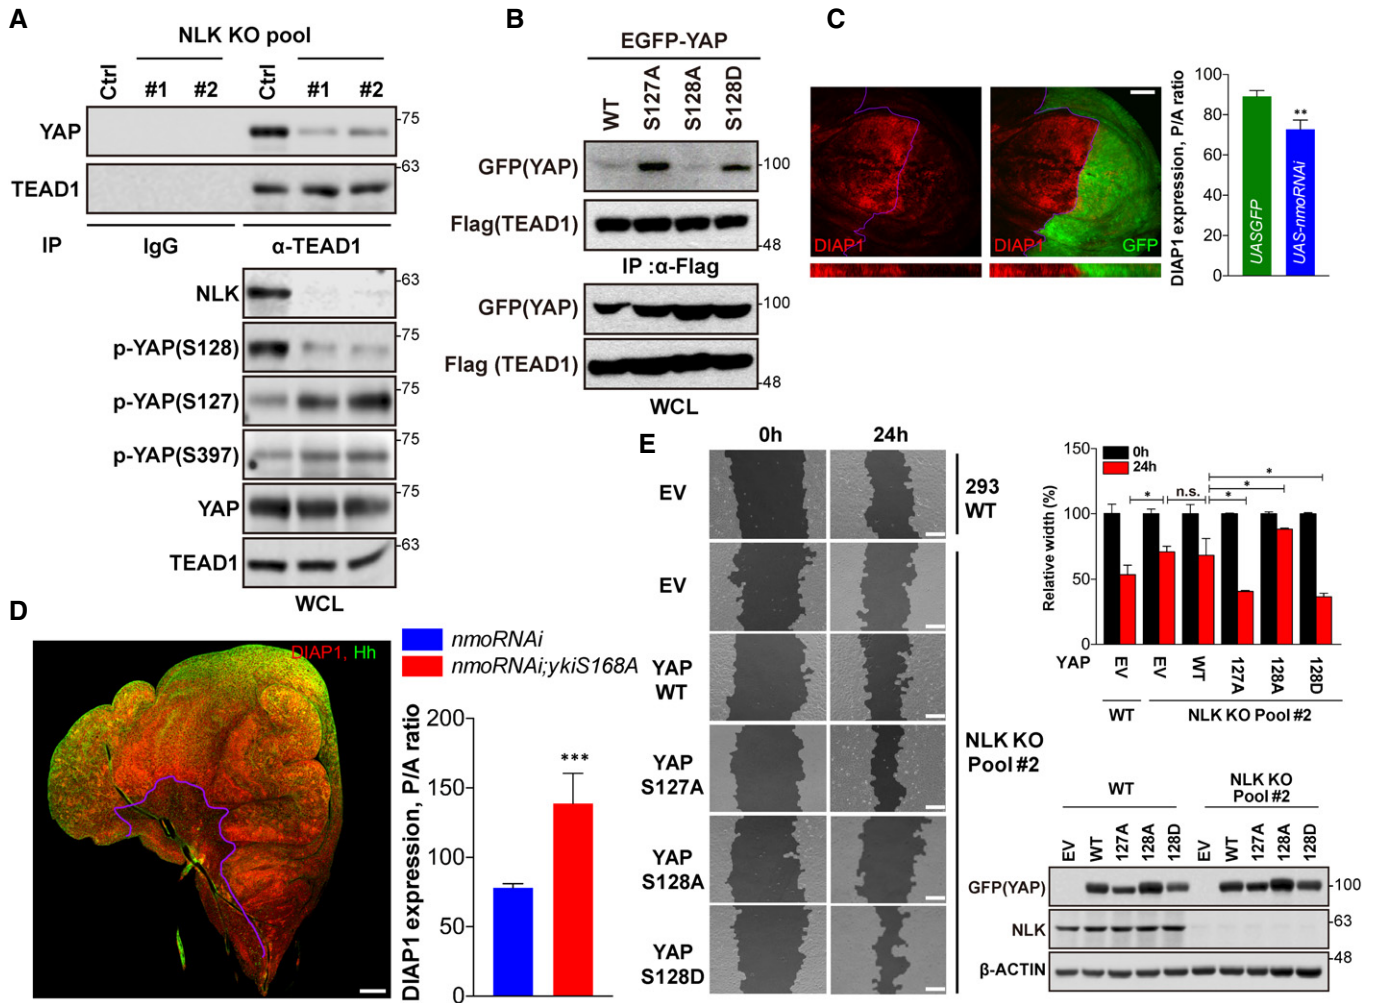 A
NLK KO pool
Ctrl #1 #2 Ctrl #1 #2
YAP -75
TEAD1 -63
IP IgG α-TEAD1
NLK -63
p-YAP(S128) -75
p-YAP(S127) -75
p-YAP(S397) -75
YAP -75
TEAD1 -63
WCL
B
EGFP-YAP
WT S127A S128A S128D
GFP(YAP) -100
Flag(TEAD1) -48
IP :α-Flag
GFP(YAP) -100
Flag (TEAD1) -48
WCL
C
DIAP1
DIAP1 GFP
DIAP1 expression, P/A ratio
100
80
60
40
20
0
**
UASGFP
UAS-nmoRNAi
D
DIAP1, Hh
nmoRNAi
nmoRNAi;ykiS168A
DIAP1 expression, P/A ratio
200
150
100
50
0
***
E
0h 24h
EV
293 WT
EV
YAP WT
YAP S127A
YAP S128A
YAP S128D
NLK KO Pool #2
Relative width (%)
150
100
50
0
0h
24h
* n.s. * * *
YAP EV EV WT 127A 128A 128D
WT NLK KO Pool #2
WT NLK KO Pool #2
EV WT 127A 128A 128D EV WT 127A 128A 128D
GFP(YAP) -100
NLK -63
β-ACTIN -48